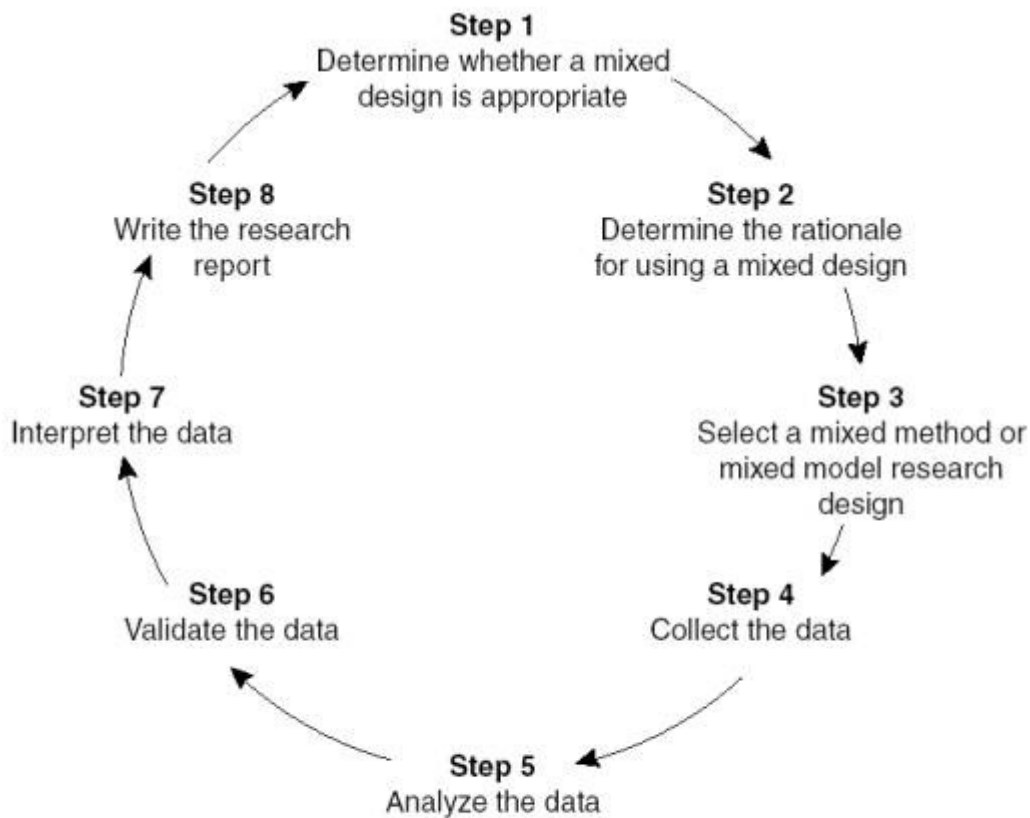 Step 1
Determine whether a mixed
design is appropriate
Step 2
Determine the rationale
for using a mixed design
Step 3
Select a mixed method or
mixed model research
design
Step 4
Collect the data
Step 5
Analyze the data
Step 6
Validate the data
Step 7
Interpret the data
Step 8
Write the research
report